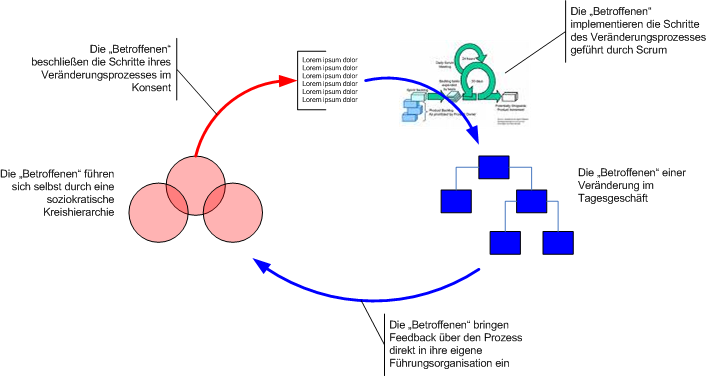 Die „Betroffenen“
beschließen die Schritte ihres
Veränderungsprozesses im
Konsent
Lorem ipsum dolor
Lorem ipsum dolor
Lorem ipsum dolor
Lorem ipsum dolor
Lorem ipsum dolor
Lorem ipsum dolor
Die „Betroffenen“
implementieren die Schritte
des Veränderungsprozesses
geführt durch Scrum
Daily Scrum
Meeting
24 hours
30 days
Backlog tasks
expanded
by team
Sprint Backlog
Potentially Shippable
Product Increment
Product Backlog
As prioritized by Product Owner
Die „Betroffenen“ führen
sich selbst durch eine
soziokratische
Kreishierarchie
Die „Betroffenen“ einer
Veränderung im
Tagesgeschäft
Die „Betroffenen“ bringen
Feedback über den Prozess
direkt in ihre eigene
Führungsorganisation ein